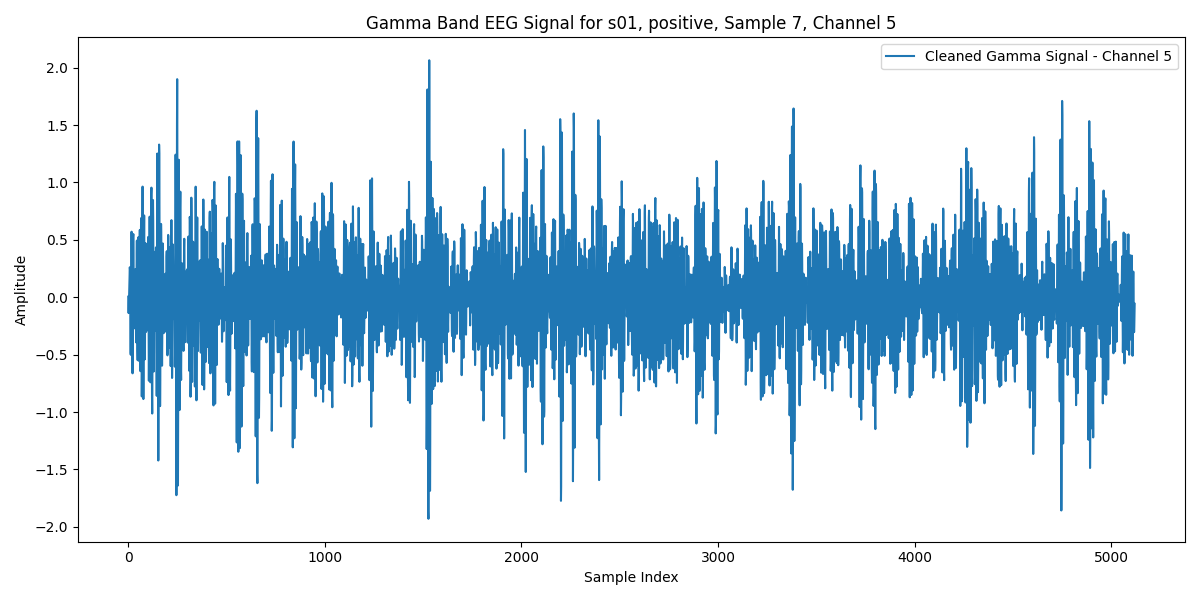 Gamma Band EEG Signal for s01, positive, Sample 7, Channel 5
Cleaned Gamma Signal - Channel 5
Amplitude
2.0
1.5
1.0
0.5
0.0
−0.5
−1.0
−1.5
−2.0
0 1000 2000 3000 4000 5000
Sample Index